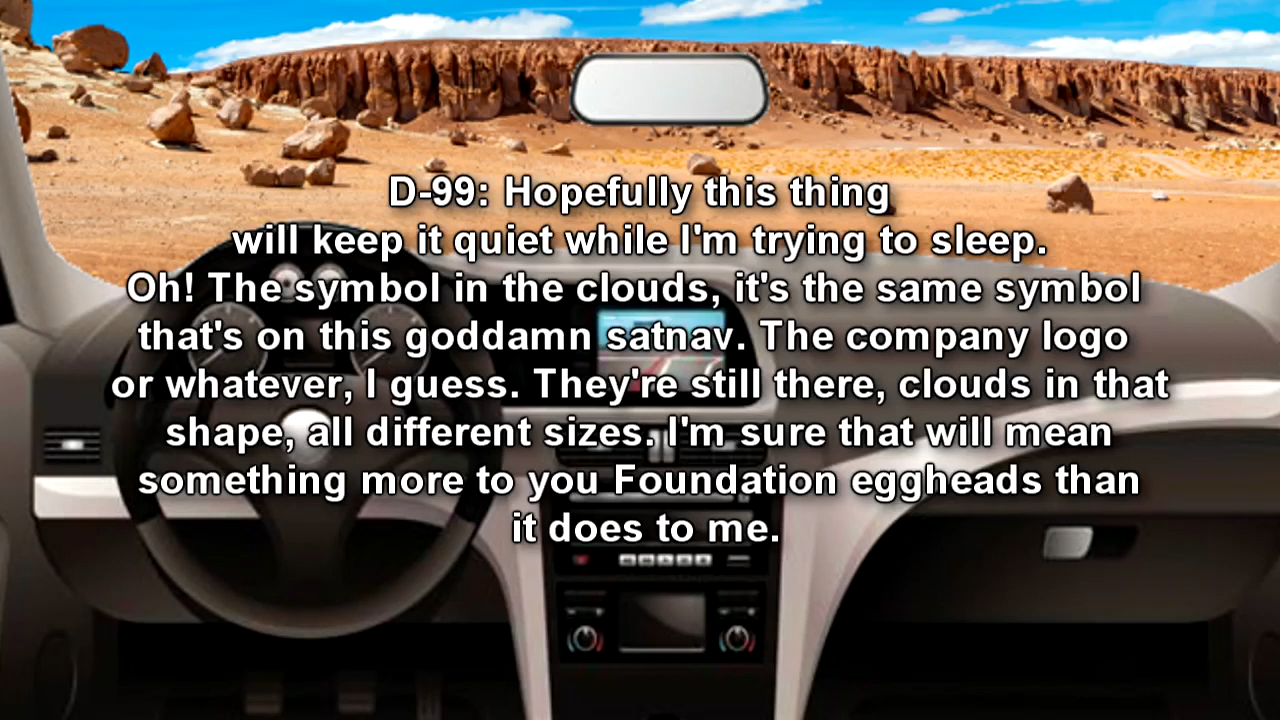 D-99: Hopefully this thing
will keep it quiet while I'm trying to sleep.
Oh! The symbol in the clouds, it's the same symbol
that's on this goddamn satnav. The company logo
or whatever, I guess. They're still there, clouds in that
shape, all different sizes. I'm sure that will mean
something more to you Foundation eggheads than
it does to me.